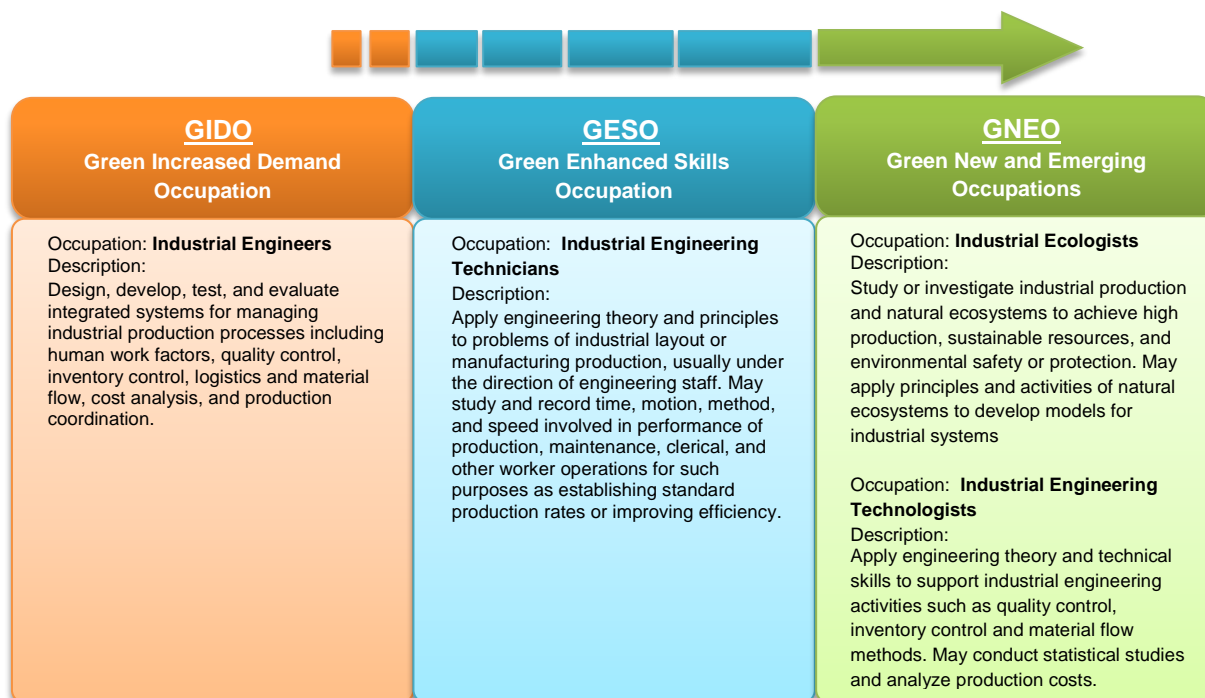 GIDO
Green Increased Demand
Occupation
Occupation: Industrial Engineers
Description:
Design, develop, test, and evaluate
integrated systems for managing
industrial production processes including
human work factors, quality control,
inventory control, logistics and material
flow, cost analysis, and production
coordination.
GESO
Green Enhanced Skills
Occupation
Occupation: Industrial Engineering
Technicians
Description:
Apply engineering theory and principles
to problems of industrial layout or
manufacturing production, usually under
the direction of engineering staff. May
study and record time, motion, method,
and speed involved in performance of
production, maintenance, clerical, and
other worker operations for such
purposes as establishing standard
production rates or improving efficiency.
GNEO
Green New and Emerging
Occupations
Occupation: Industrial Ecologists
Description:
Study or investigate industrial production
and natural ecosystems to achieve high
production, sustainable resources, and
environmental safety or protection. May
apply principles and activities of natural
ecosystems to develop models for
industrial systems
Occupation: Industrial Engineering
Technologists
Description:
Apply engineering theory and technical
skills to support industrial engineering
activities such as quality control,
inventory control and material flow
methods. May conduct statistical studies
and analyze production costs.